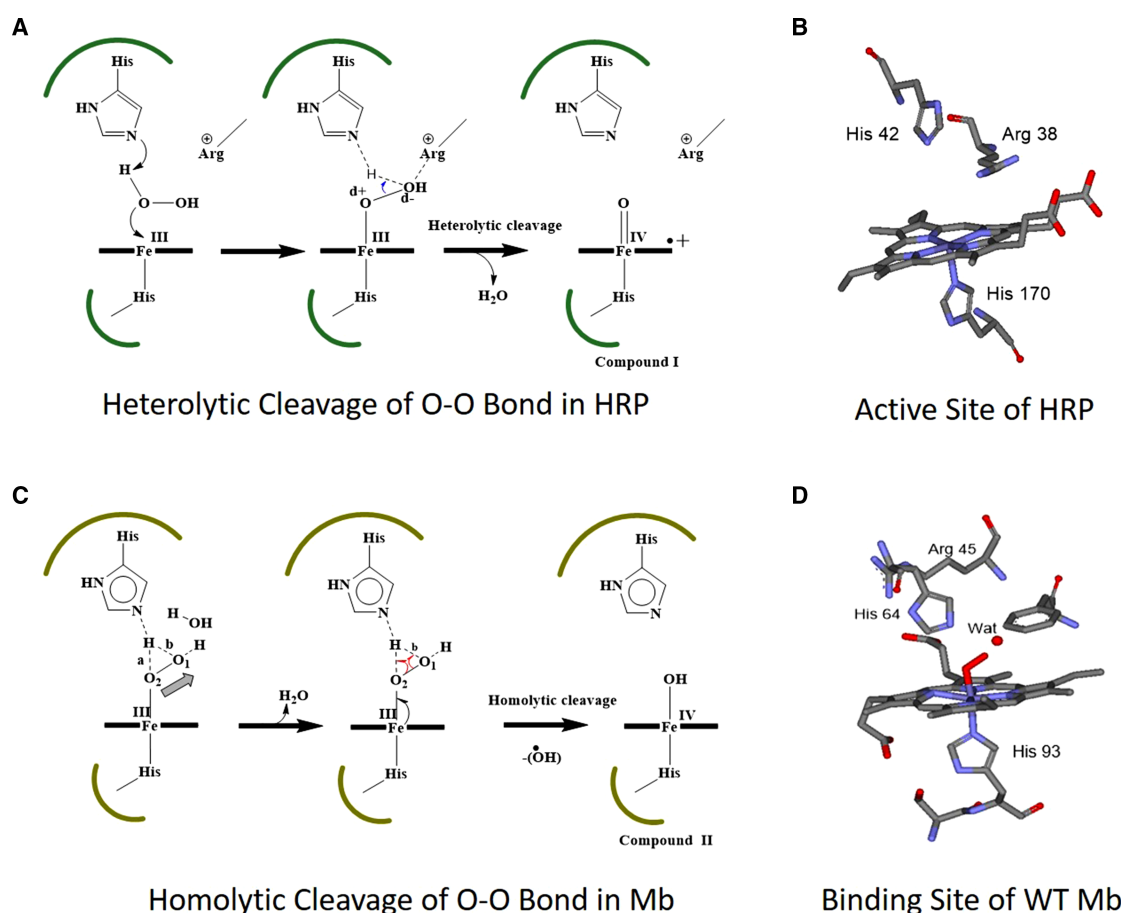 A
His
HN
N
H
O
OH
⊕
Arg
III
Fe
His
His
HN
N
⊕
Arg
H
d+
OH
d-
O
III
Fe
His
Heterolytic cleavage
H₂O
His
HN
N
⊕
Arg
O
IV
•+
Fe
His
Compound I
Heterolytic Cleavage of O-O Bond in HRP
B
His 42
Arg 38
His 170
Active Site of HRP
C
His
HN
N
H
OH
H
b
H
a
O₁
O₂
III
Fe
His
H₂O
His
HN
N
H
b
H
O₁
O₂
III
Fe
His
Homolytic cleavage
-(ȮH)
His
HN
N
OH
IV
Fe
His
Compound II
Homolytic Cleavage of O-O Bond in Mb
D
Arg 45
His 64
Wat
His 93
Binding Site of WT Mb